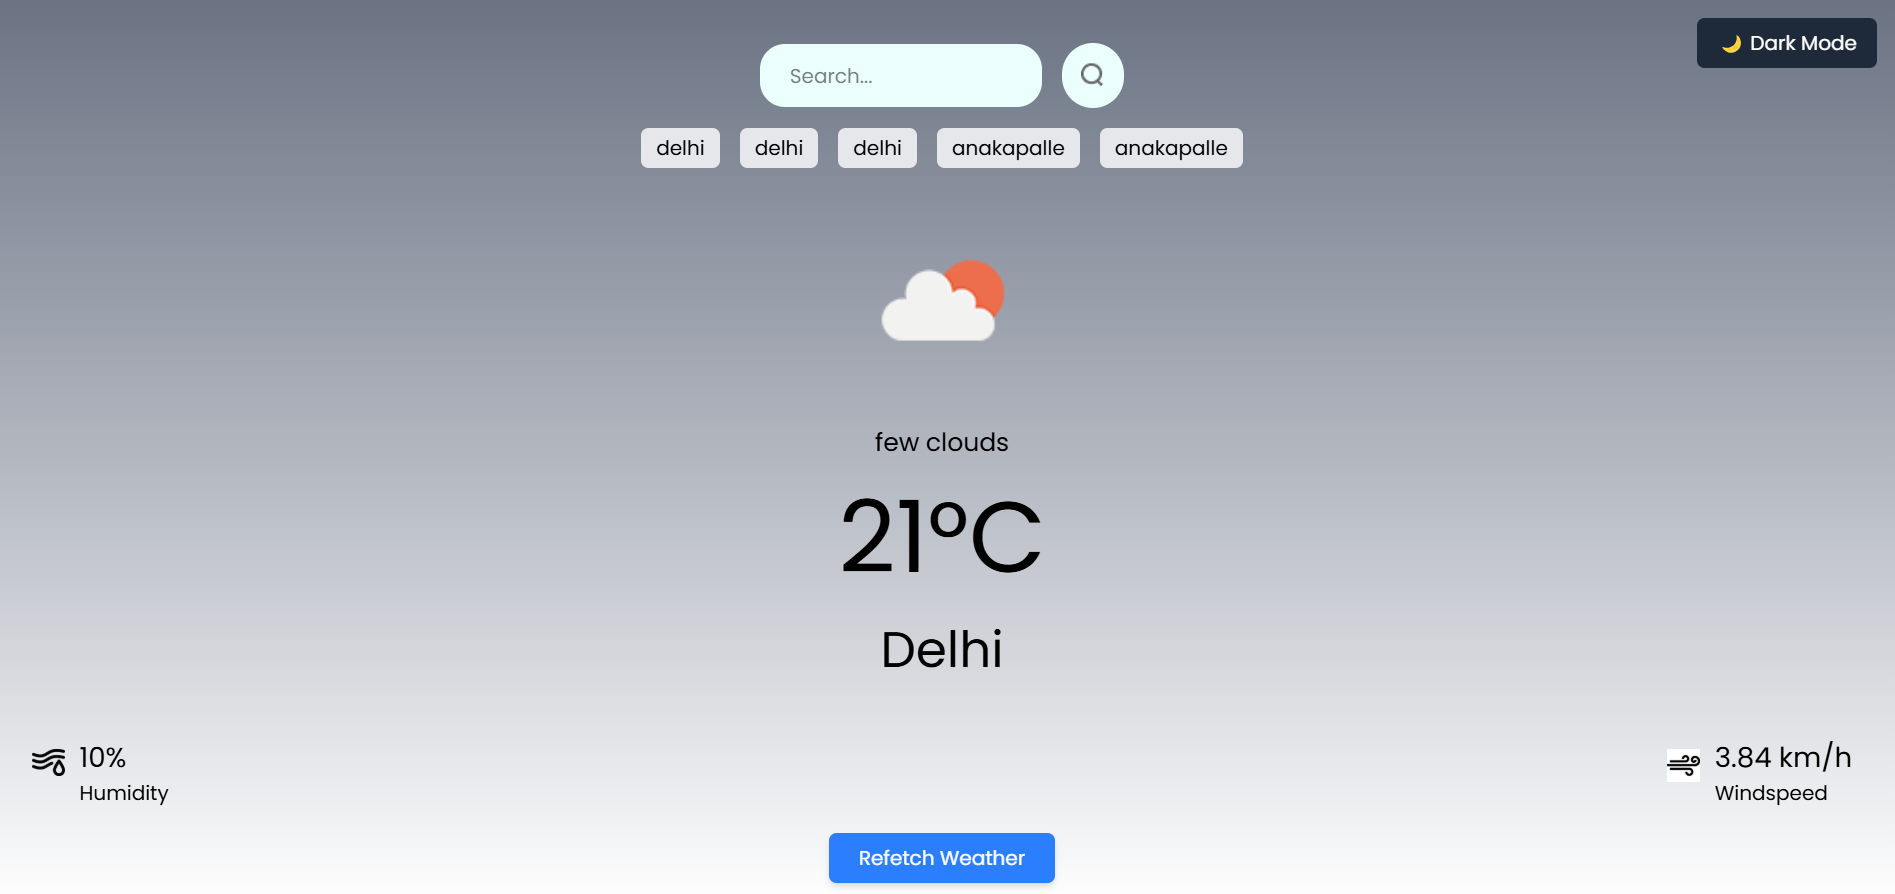 🌙 Dark Mode
Search...
delhi delhi delhi anakapalle anakapalle
few clouds
21°C
Delhi
10%
Humidity
3.84 km/h
Windspeed
Refetch Weather